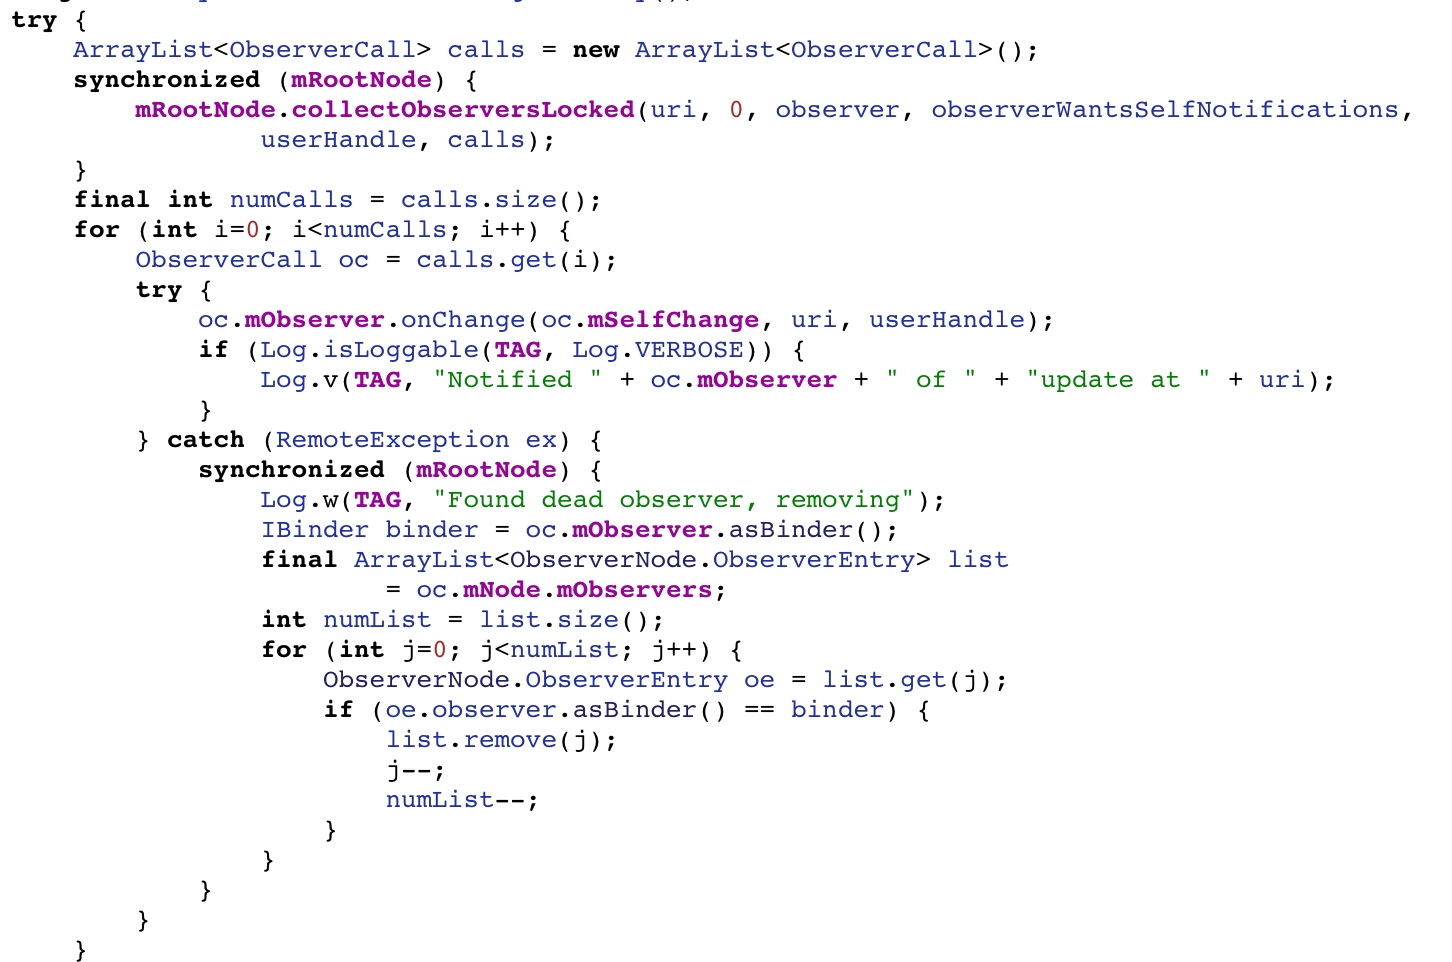 try {
    ArrayList<ObserverCall> calls = new ArrayList<ObserverCall>();
    synchronized (mRootNode) {
        mRootNode.collectObserversLocked(uri, 0, observer, observerWantsSelfNotifications,
                userHandle, calls);
    }
    final int numCalls = calls.size();
    for (int i=0; i<numCalls; i++) {
        ObserverCall oc = calls.get(i);
        try {
            oc.mObserver.onChange(oc.mSelfChange, uri, userHandle);
            if (Log.isLoggable(TAG, Log.VERBOSE)) {
                Log.v(TAG, "Notified " + oc.mObserver + " of " + "update at " + uri);
            }
        } catch (RemoteException ex) {
            synchronized (mRootNode) {
                Log.w(TAG, "Found dead observer, removing");
                IBinder binder = oc.mObserver.asBinder();
                final ArrayList<ObserverNode.ObserverEntry> list
                        = oc.mNode.mObservers;
                int numList = list.size();
                for (int j=0; j<numList; j++) {
                    ObserverNode.ObserverEntry oe = list.get(j);
                    if (oe.observer.asBinder() == binder) {
                        list.remove(j);
                        j--;
                        numList--;
                    }
                }
            }
        }
    }